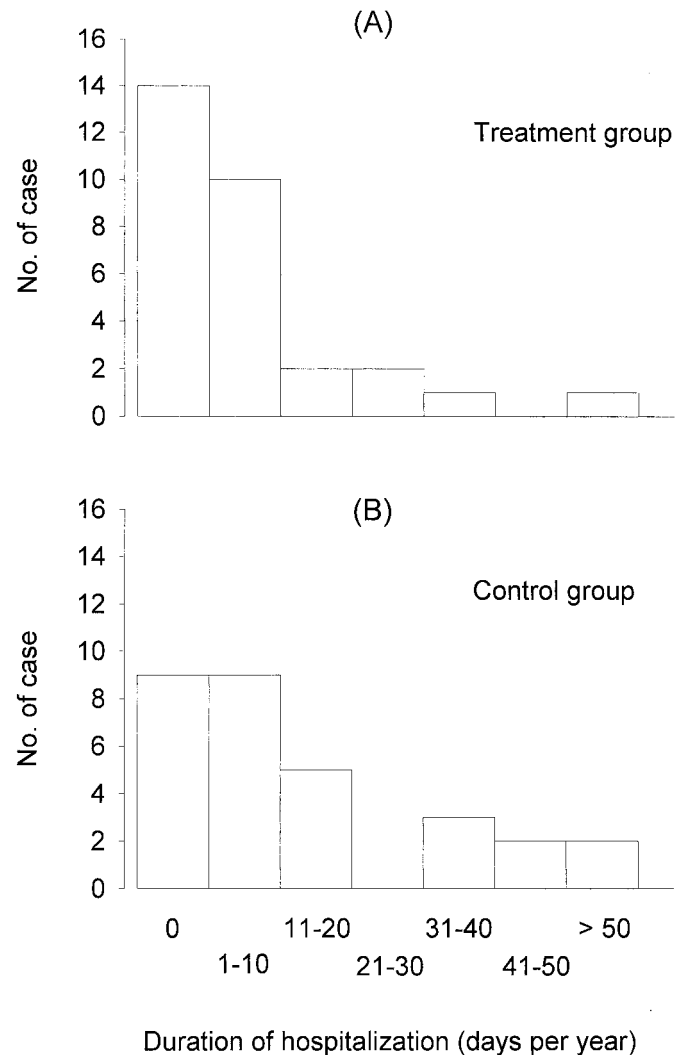 (A)
16
14
12
10
8
6
4
2
0
No. of case
Treatment group
(B)
16
14
12
10
8
6
4
2
0
No. of case
Control group
0 11-20 31-40 > 50
1-10 21-30 41-50
Duration of hospitalization (days per year)